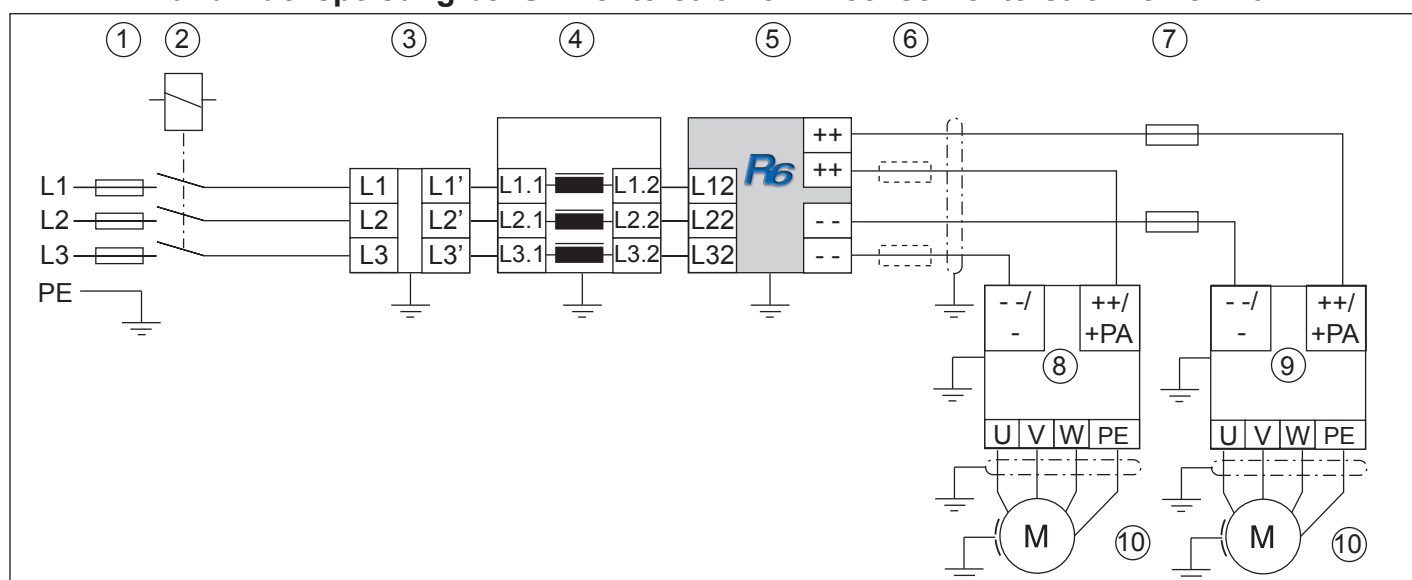 ① ② ③ ④ ⑤ ⑥ ⑦
++
R6
++
L1 L1 L1' L1.1 L1.2 L12
L2 L2 L2' L2.1 L2.2 L22 - -
L3 L3 L3' L3.1 L3.2 L32 - -
PE
- -/ ++/ - -/ ++/
- +PA - +PA
⑧ ⑨
U V W PE U V W PE
M ⑩ M ⑩